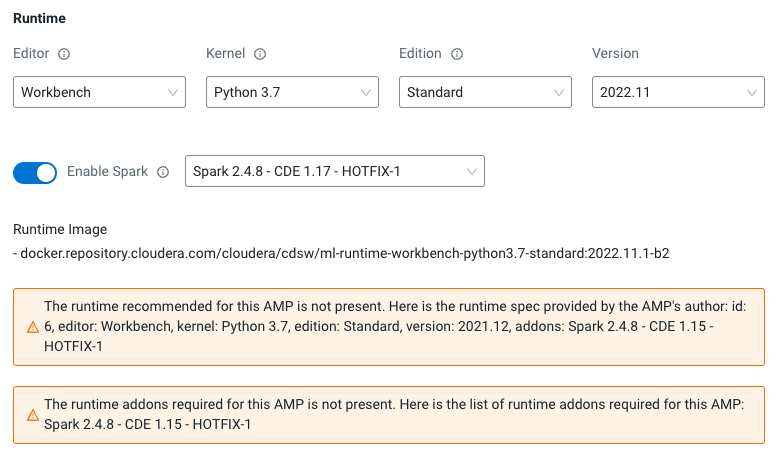 Runtime
Editor Kernel Edition Version
Workbench Python 3.7 Standard 2022.11
Enable Spark Spark 2.4.8 - CDE 1.17 - HOTFIX-1
Runtime Image
- docker.repository.cloudera.com/cloudera/cdsw/ml-runtime-workbench-python3.7-standard:2022.11.1-b2
The runtime recommended for this AMP is not present. Here is the runtime spec provided by the AMP's author: id:
6, editor: Workbench, kernel: Python 3.7, edition: Standard, version: 2021.12, addons: Spark 2.4.8 - CDE 1.15 -
HOTFIX-1
The runtime addons required for this AMP is not present. Here is the list of runtime addons required for this AMP:
Spark 2.4.8 - CDE 1.15 - HOTFIX-1